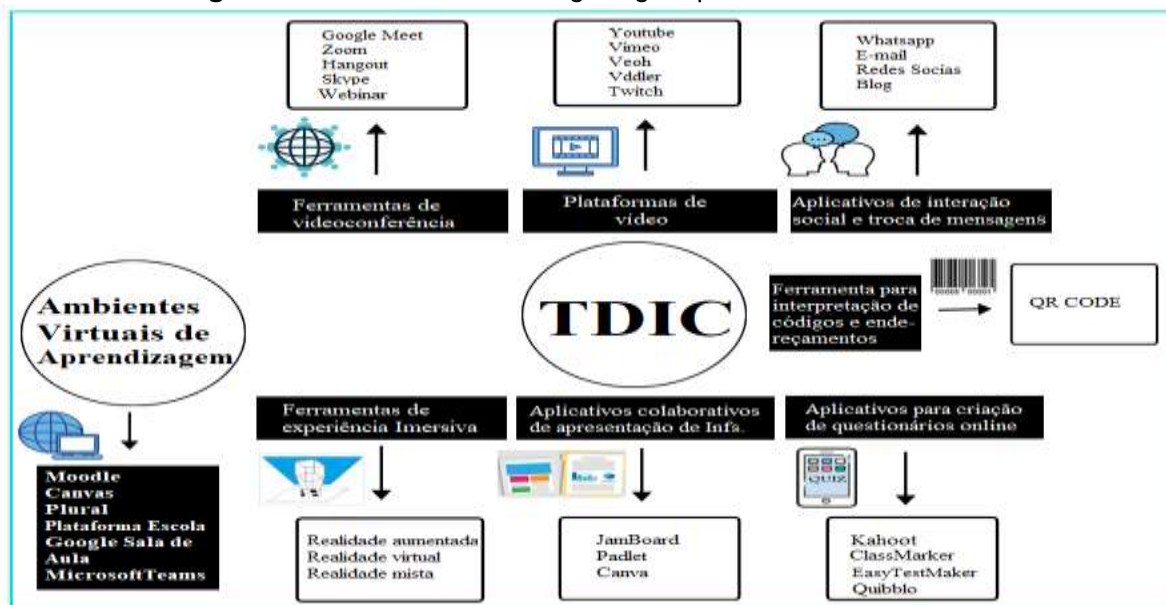 Google Meet
Zoom
Hangout
Skype
Webinar
Youtube
Vimeo
Veoh
Vddler
Twitch
Whatsapp
E-mail
Redes Socias
Blog
Ferramentas de
videoconferência
Plataformas de
vídeo
Aplicativos de interação
social e troca de mensagens
Ambientes
Virtuais de
Aprendizagem
TDIC
Ferramenta para
interpretação de
códigos e ende-
reçamentos
QR CODE
Ferramentas de
experiência Imersiva
Aplicativos colaborativos
de apresentação de Infs.
Aplicativos para criação
de questionários online
QUIZ
Moodle
Canvas
Plural
Plataforma Escola
Google Sala de
Aula
MicrosoftTeams
Realidade aumentada
Realidade virtual
Realidade mista
JamBoard
Padlet
Canva
Kahoot
ClassMarker
EasyTestMaker
Quibblo